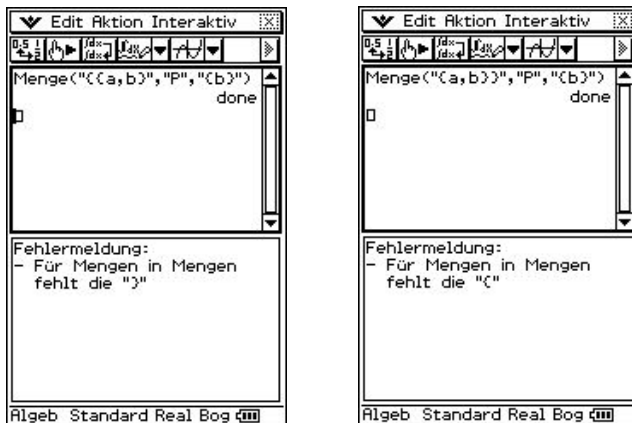 Edit Aktion Interaktiv
Menge("{{a,b}","P","{b}")
done
Fehlermeldung:
- Für Mengen in Mengen
fehlt die "}"
Algeb Standard Real Bog
Edit Aktion Interaktiv
Menge("{a,b}}","P","{b}")
done
Fehlermeldung:
- Für Mengen in Mengen
fehlt die "{"
Algeb Standard Real Bog